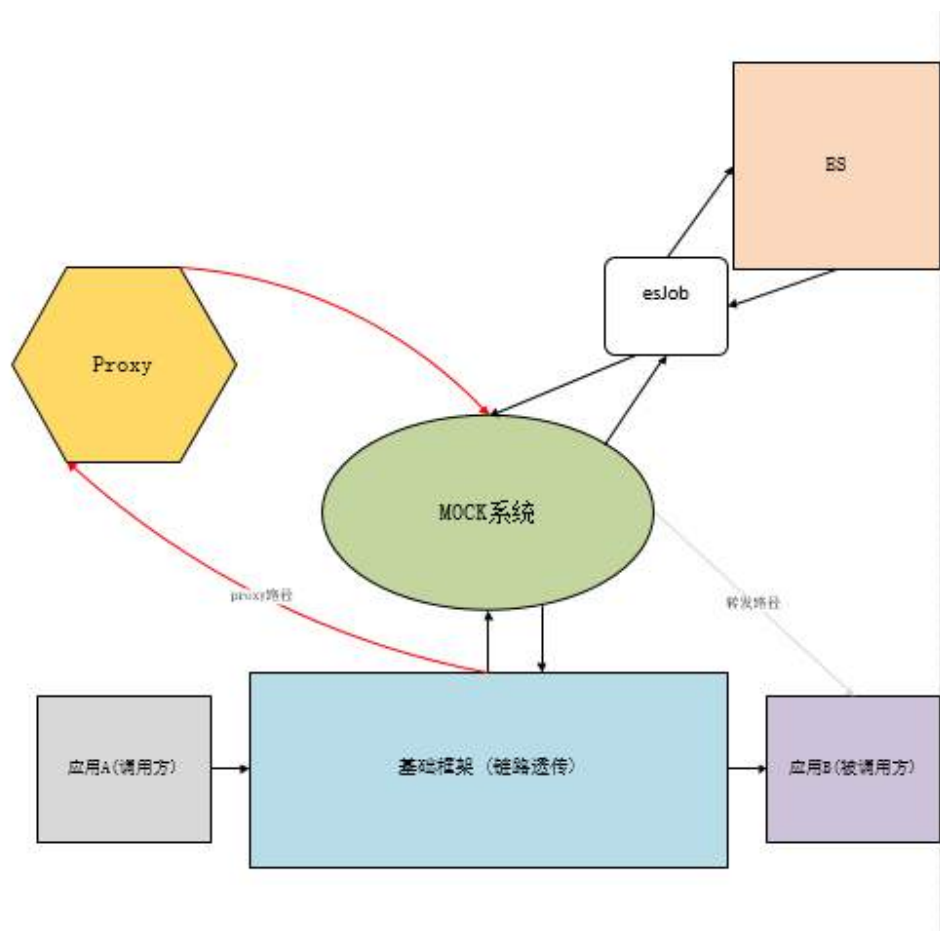 ES
esJob
Proxy
MOCK系统
proxy路径
转发路径
应用A(调用方)
基础框架 (链路透传)
应用B(被调用方)